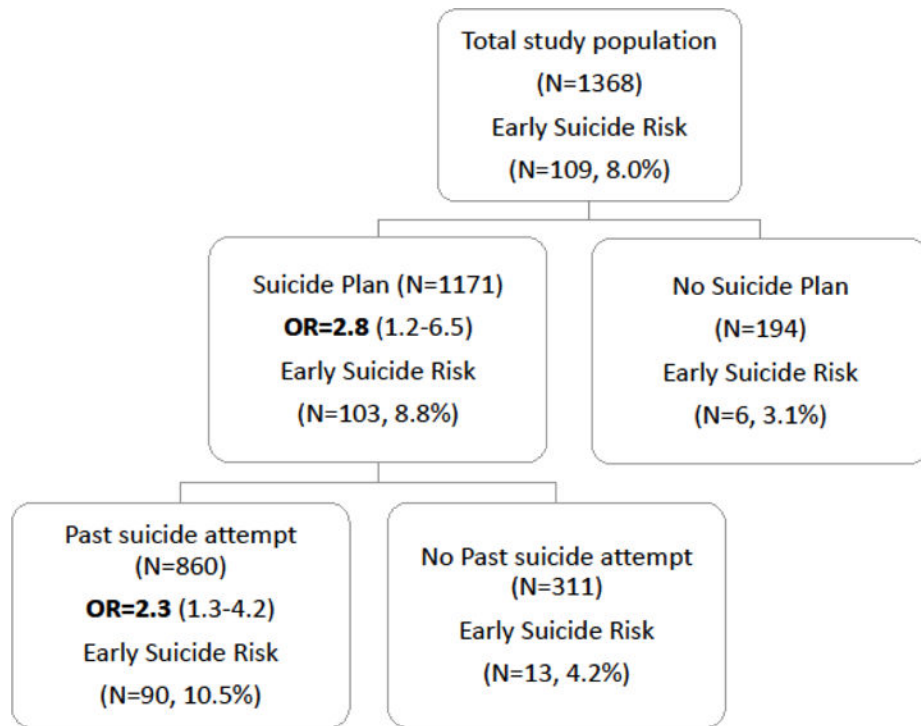 Total study population
(N=1368)
Early Suicide Risk
(N=109, 8.0%)
Suicide Plan (N=1171)
OR=2.8 (1.2-6.5)
Early Suicide Risk
(N=103, 8.8%)
No Suicide Plan
(N=194)
Early Suicide Risk
(N=6, 3.1%)
Past suicide attempt
(N=860)
OR=2.3 (1.3-4.2)
Early Suicide Risk
(N=90, 10.5%)
No Past suicide attempt
(N=311)
Early Suicide Risk
(N=13, 4.2%)